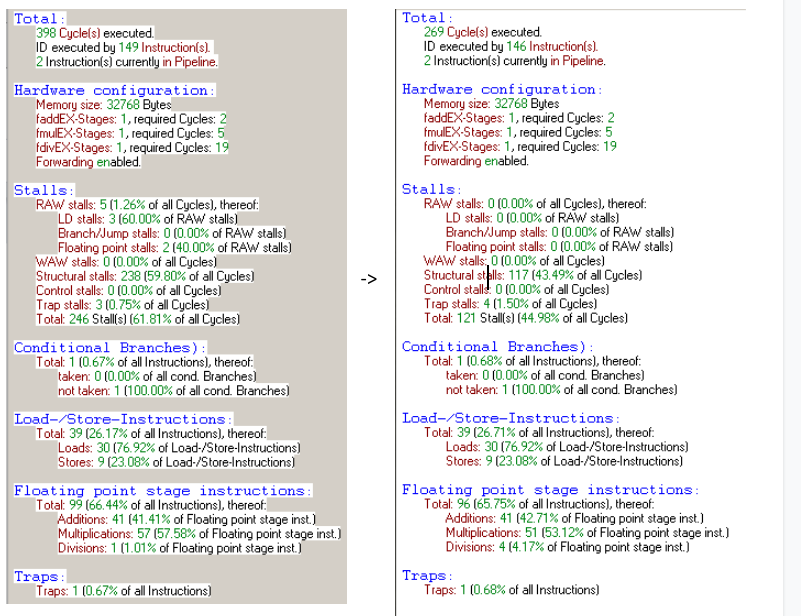 Total:
398 Cycle(s) executed.
ID executed by 149 Instruction(s).
2 Instruction(s) currently in Pipeline.
Hardware configuration:
Memory size: 32768 Bytes
faddEX-Stages: 1, required Cycles: 2
fmulEX-Stages: 1, required Cycles: 5
fdivEX-Stages: 1, required Cycles: 19
Forwarding enabled.
Stalls:
RAW stalls: 5 (1.26% of all Cycles), thereof:
LD stalls: 3 (60.00% of RAW stalls)
Branch/Jump stalls: 0 (0.00% of RAW stalls)
Floating point stalls: 2 (40.00% of RAW stalls)
WAW stalls: 0 (0.00% of all Cycles)
Structural stalls: 238 (59.80% of all Cycles)
Control stalls: 0 (0.00% of all Cycles)
Trap stalls: 3 (0.75% of all Cycles)
Total: 246 Stall(s) (61.81% of all Cycles)
Conditional Branches):
Total: 1 (0.67% of all Instructions), thereof:
taken: 0 (0.00% of all cond. Branches)
not taken: 1 (100.00% of all cond. Branches)
Load-/Store-Instructions:
Total: 39 (26.17% of all Instructions), thereof:
Loads: 30 (76.92% of Load-/Store-Instructions)
Stores: 9 (23.08% of Load-/Store-Instructions)
Floating point stage instructions:
Total: 99 (66.44% of all Instructions), thereof:
Additions: 41 (41.41% of Floating point stage inst.)
Multiplications: 57 (57.58% of Floating point stage inst.)
Divisions: 1 (1.01% of Floating point stage inst.)
Traps:
Traps: 1 (0.67% of all Instructions)
->
Total:
269 Cycle(s) executed.
ID executed by 146 Instruction(s).
2 Instruction(s) currently in Pipeline.
Hardware configuration:
Memory size: 32768 Bytes
faddEX-Stages: 1, required Cycles: 2
fmulEX-Stages: 1, required Cycles: 5
fdivEX-Stages: 1, required Cycles: 19
Forwarding enabled.
Stalls:
RAW stalls: 0 (0.00% of all Cycles), thereof:
LD stalls: 0 (0.00% of RAW stalls)
Branch/Jump stalls: 0 (0.00% of RAW stalls)
Floating point stalls: 0 (0.00% of RAW stalls)
WAW stalls: 0 (0.00% of all Cycles)
Structural stalls: 117 (43.49% of all Cycles)
Control stalls: 0 (0.00% of all Cycles)
Trap stalls: 4 (1.50% of all Cycles)
Total: 121 Stall(s) (44.98% of all Cycles)
Conditional Branches):
Total: 1 (0.68% of all Instructions), thereof:
taken: 0 (0.00% of all cond. Branches)
not taken: 1 (100.00% of all cond. Branches)
Load-/Store-Instructions:
Total: 39 (26.71% of all Instructions), thereof:
Loads: 30 (76.92% of Load-/Store-Instructions)
Stores: 9 (23.08% of Load-/Store-Instructions)
Floating point stage instructions:
Total: 96 (65.75% of all Instructions), thereof:
Additions: 41 (42.71% of Floating point stage inst.)
Multiplications: 51 (53.12% of Floating point stage inst.)
Divisions: 4 (4.17% of Floating point stage inst.)
Traps:
Traps: 1 (0.68% of all Instructions)